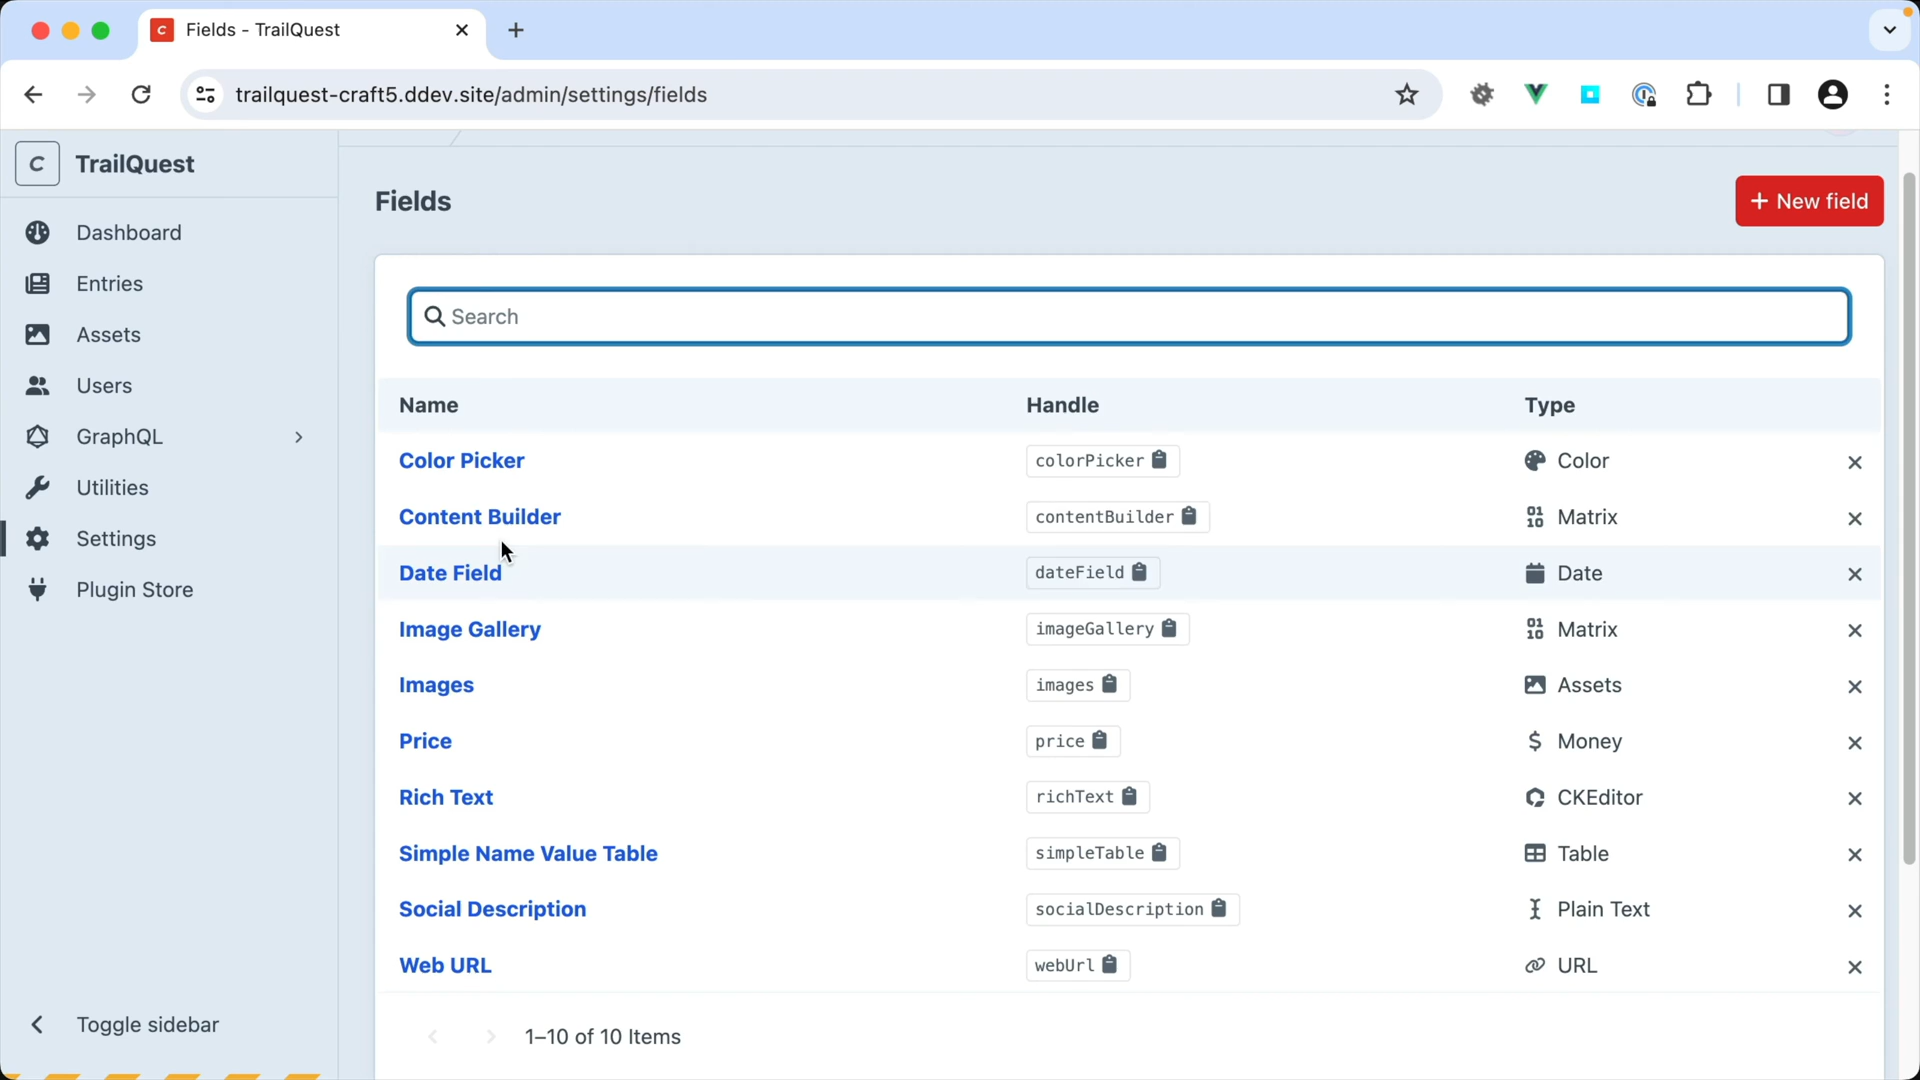 Fields - TrailQuest
trailquest-craft5.ddev.site/admin/settings/fields
C TrailQuest
Dashboard
Entries
Assets
Users
GraphQL
Utilities
Settings
Plugin Store
Toggle sidebar
Fields
+ New field
Search
Name Handle Type
Color Picker colorPicker Color
Content Builder contentBuilder Matrix
Date Field dateField Date
Image Gallery imageGallery Matrix
Images images Assets
Price price $ Money
Rich Text richText CKEditor
Simple Name Value Table simpleTable Table
Social Description socialDescription Plain Text
Web URL webUrl URL
1–10 of 10 Items